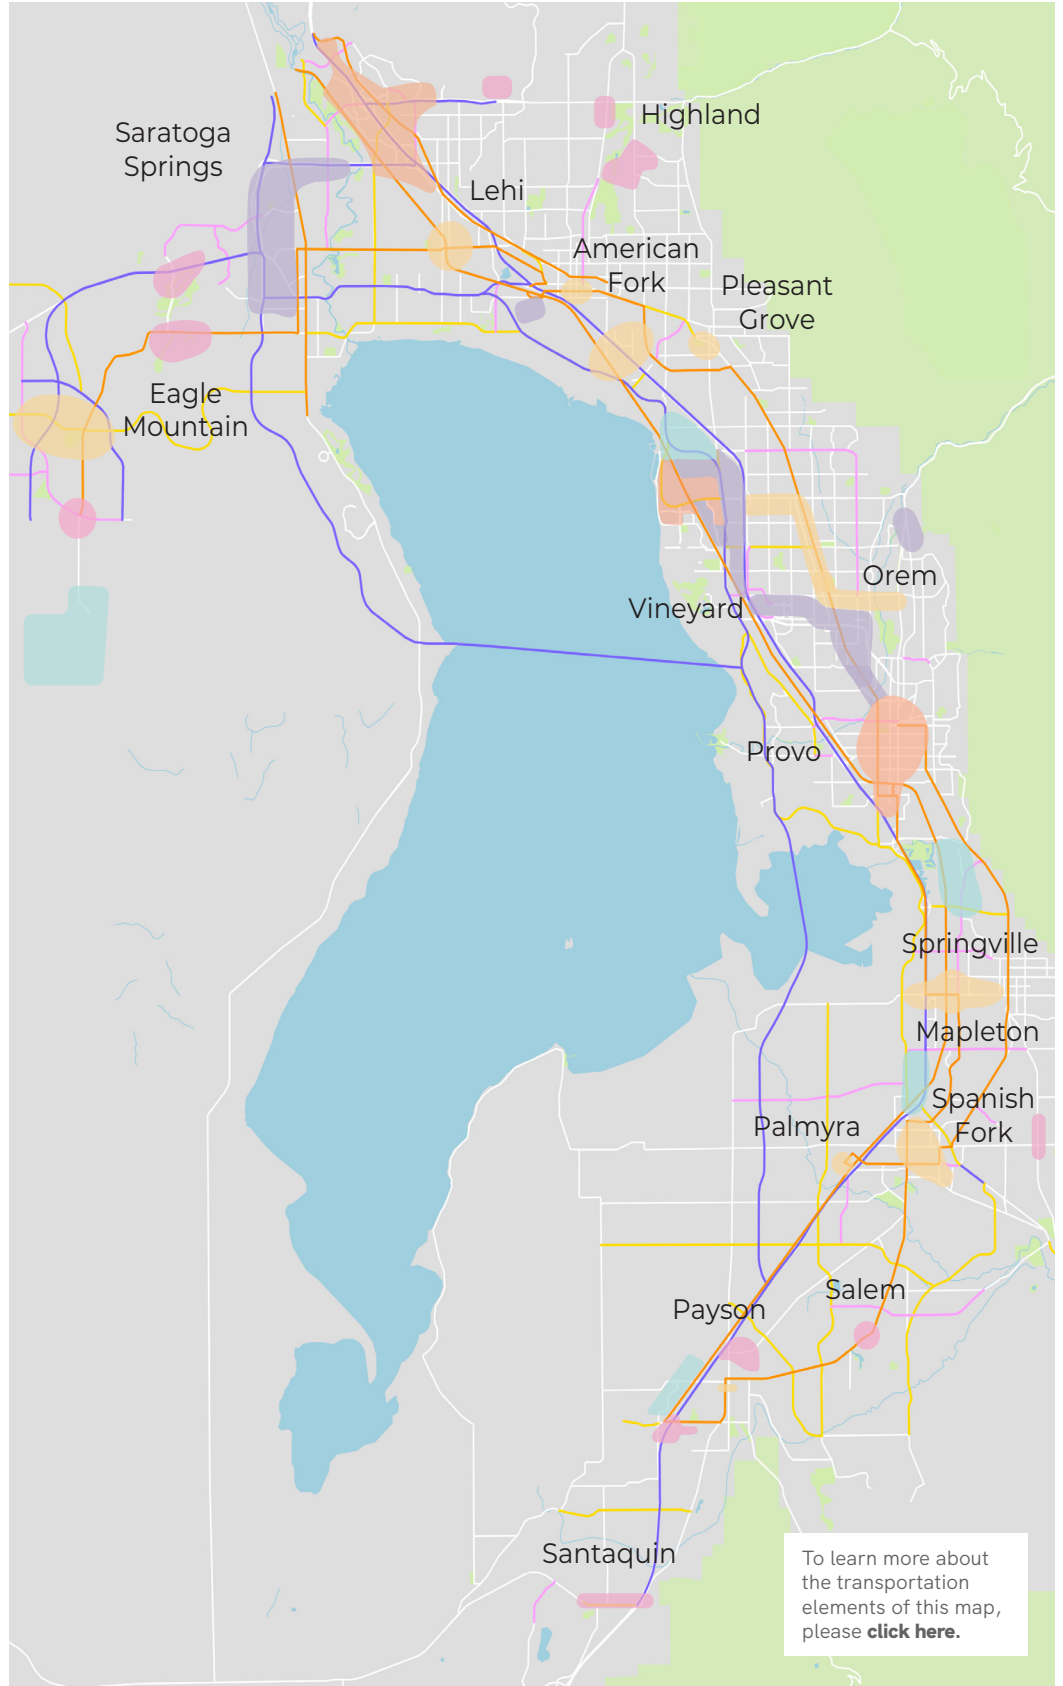 Highland
Saratoga
Springs
Lehi
American
Fork
Pleasant
Grove
Eagle
Mountain
Orem
Vineyard
Provo
Springville
Mapleton
Spanish
Fork
Palmyra
Salem
Payson
Santaquin
To learn more about
the transportation
elements of this map,
please click here.